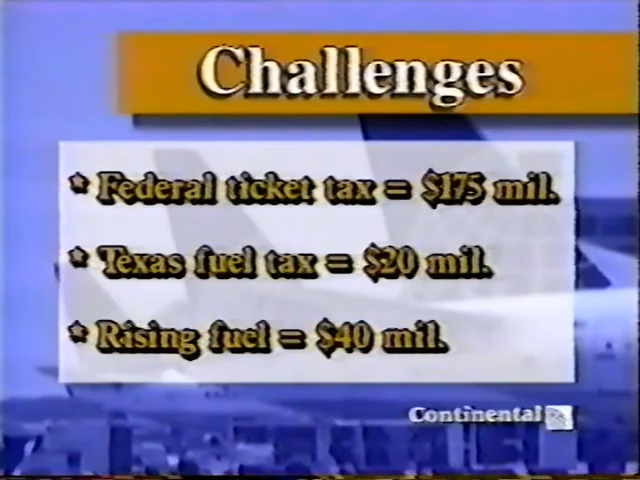 Challenges
* Federal ticket tax = $175 mil.
* Texas fuel tax = $20 mil.
* Rising fuel = $40 mil.
Continental